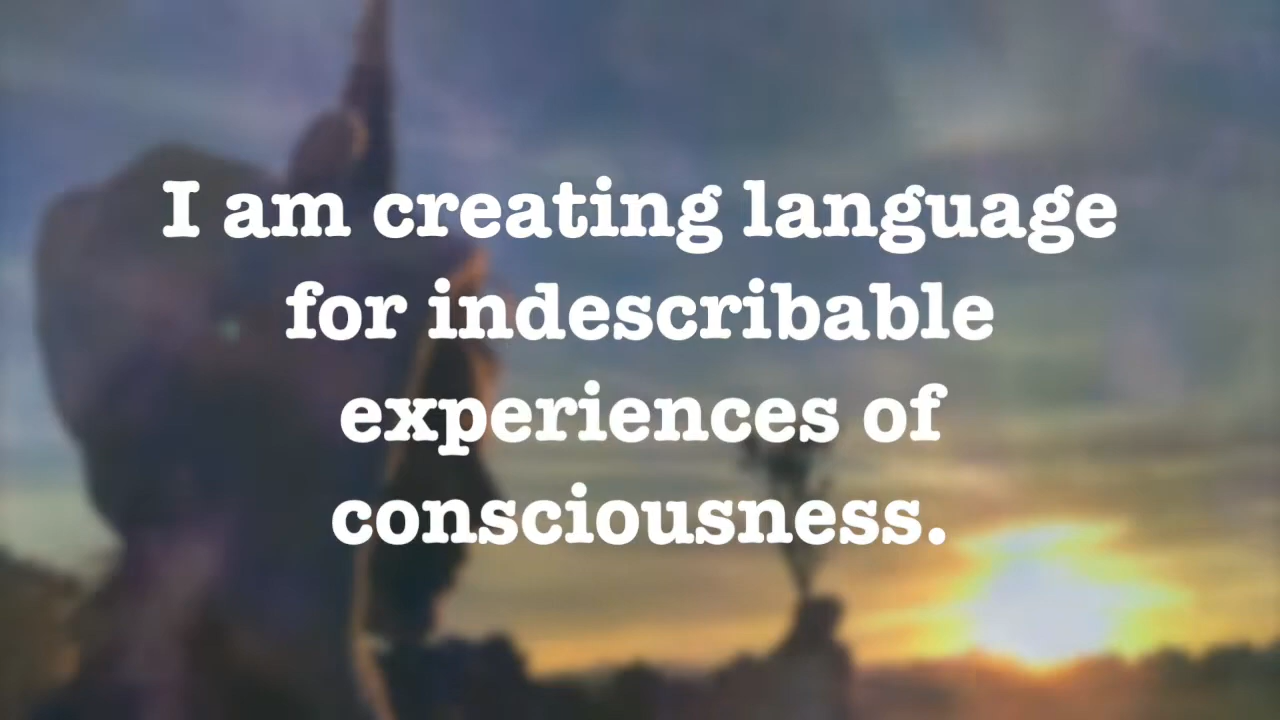 I am creating language
for indescribable
experiences of
consciousness.